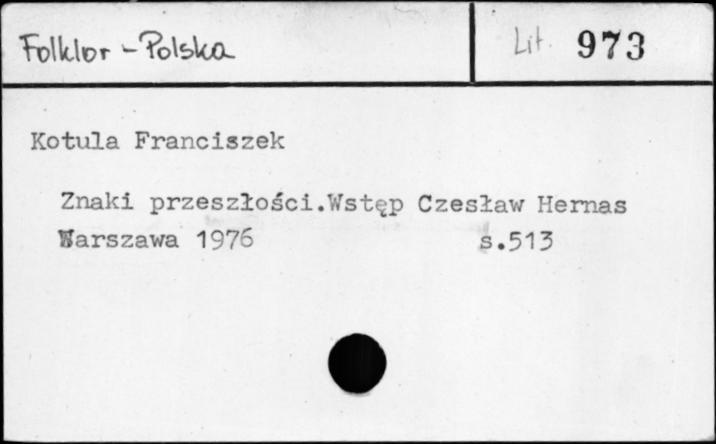 Folklor - Polska
Lit. 973
Kotula Franciszek
Znaki przeszłości.Wstęp Czesław Hernas
Warszawa 1976 s.513